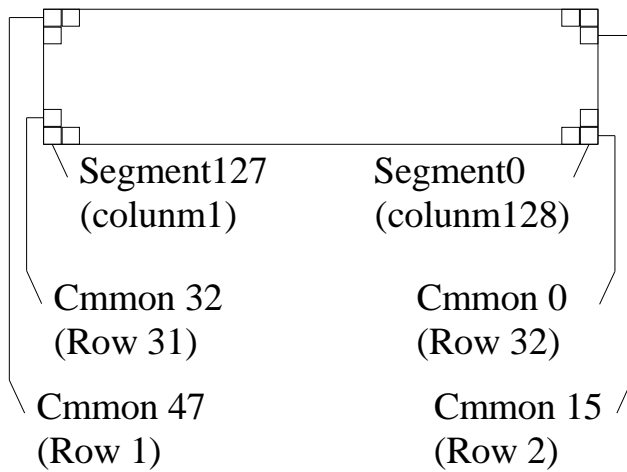 Segment127
(colunm1)
Segment0
(colunm128)
Cmmon 32
(Row 31)
Cmmon 0
(Row 32)
Cmmon 47
(Row 1)
Cmmon 15
(Row 2)